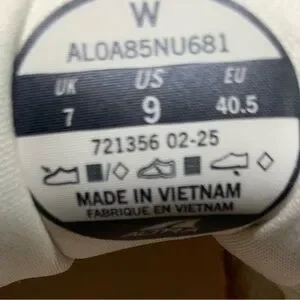 W
AL0A85NU681
UK US EU
7 9 40.5
721356 02-25
MADE IN VIETNAM
FABRIQUE EN VIETNAM